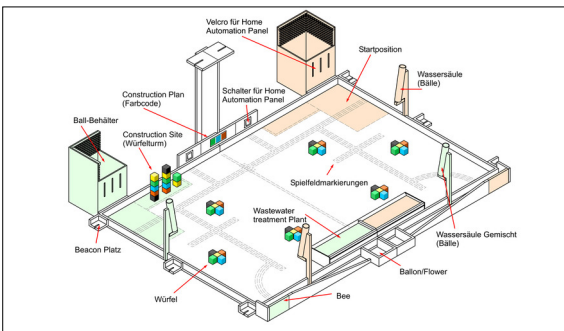 Velcro für Home
Automation Panel
Startposition
Wassersäule
(Bälle)
Construction Plan
(Farbcode)
Schalter für Home
Automation Panel
Ball-Behälter
Construction Site
(Würfelturm)
Spielfeldmarkierungen
Wastewater
treatment Plant
Wassersäule Gemischt
(Bälle)
Beacon Platz
Ballon/Flower
Würfel
Bee